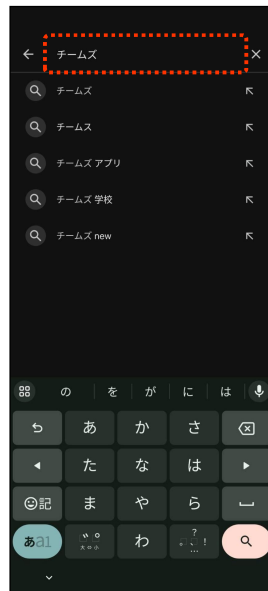 チームズ
チームズ
チームス
チームズ アプリ
チームズ 学校
チームズ new
の を が に は
あ か さ
た な は
記 ま や ら
あa1 大⇔小 わ 。、?!…